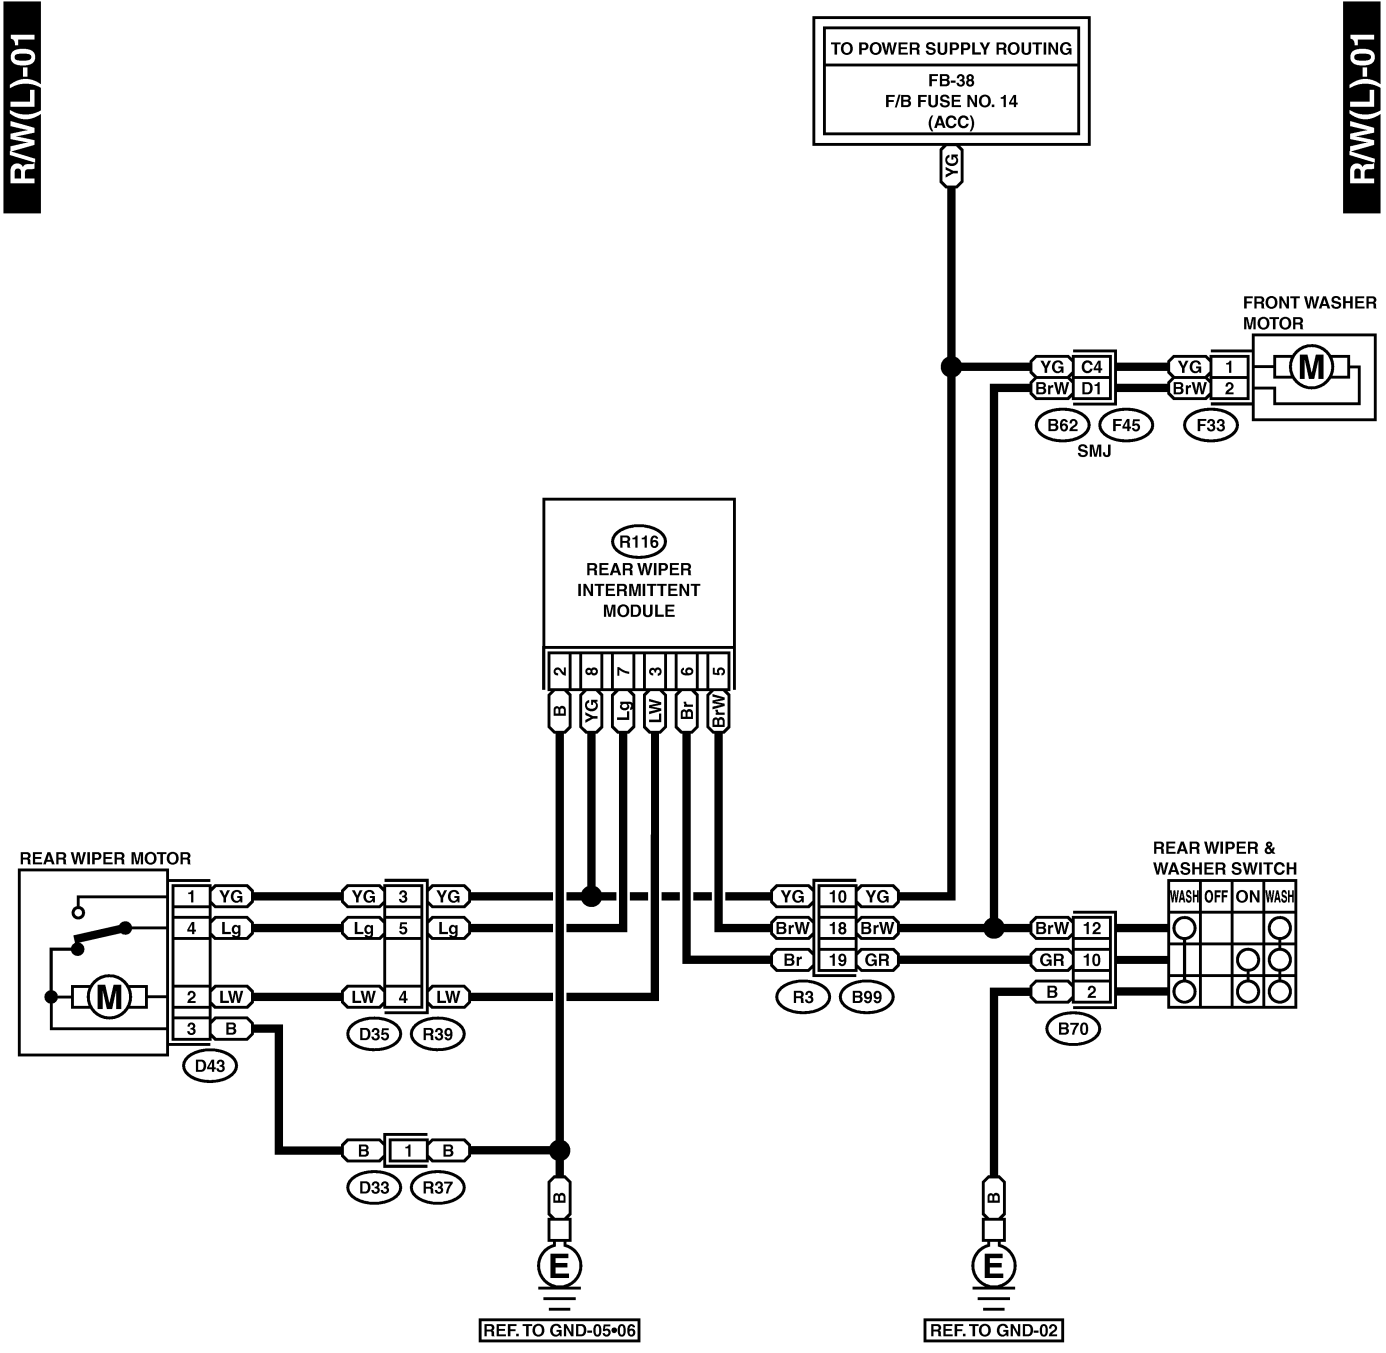 R/W(L)-01
R/W(L)-01
TO POWER SUPPLY ROUTING
FB-38
F/B FUSE NO. 14
(ACC)
YG
FRONT WASHER
MOTOR
YG C4 YG 1 M
BrW D1 BrW 2
B62 F45 F33
SMJ
R116
REAR WIPER
INTERMITTENT
MODULE
2 8 7 3 6 5
B YG Lg LW Br BrW
REAR WIPER MOTOR
REAR WIPER &
WASHER SWITCH
WASH OFF ON WASH
1 YG YG 3 YG YG 10 YG
4 Lg Lg 5 Lg BrW 18 BrW BrW 12
Br 19 GR GR 10
M 2 LW LW 4 LW B 2
R3 B99
3 B
D35 R39 B70
D43
B 1 B
D33 R37
B B
E E
REF. TO GND-05•06
REF. TO GND-02